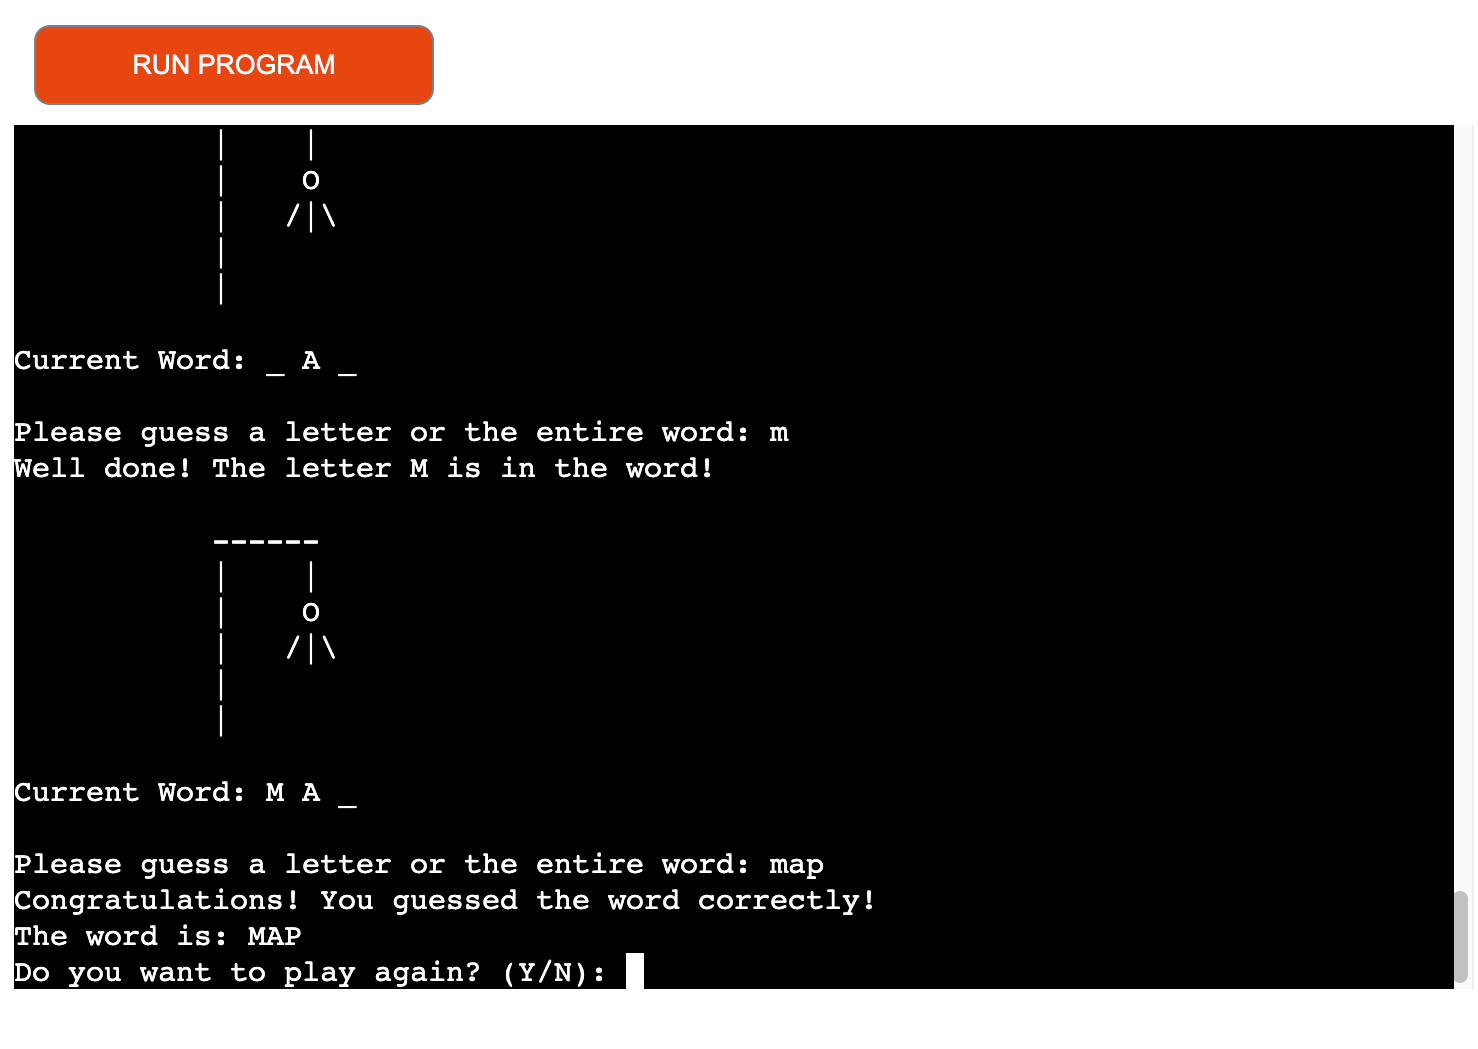 RUN PROGRAM
|    |
|    O
|   /|\
|
|
Current Word: _ A _
Please guess a letter or the entire word: m
Well done! The letter M is in the word!
------
|    |
|    O
|   /|\
|
|
Current Word: M A _
Please guess a letter or the entire word: map
Congratulations! You guessed the word correctly!
The word is: MAP
Do you want to play again? (Y/N):